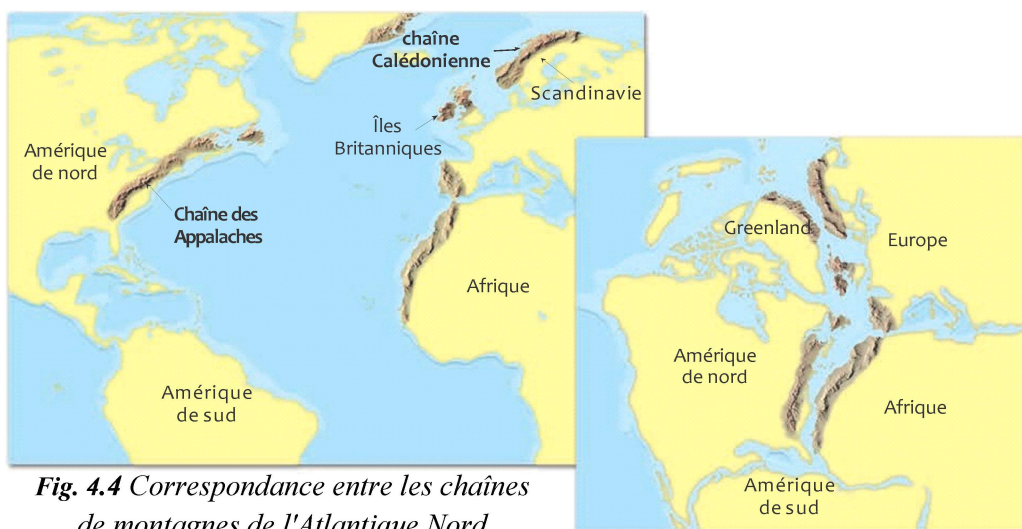 chaîne
Calédonienne
Scandinavie
Îles
Britanniques
Amérique
de nord
Chaîne des
Appalaches
Afrique
Amérique
de sud
Greenland
Europe
Amérique
de nord
Afrique
Amérique
de sud
Fig. 4.4 Correspondance entre les chaînes
de montagnes de l'Atlantique Nord